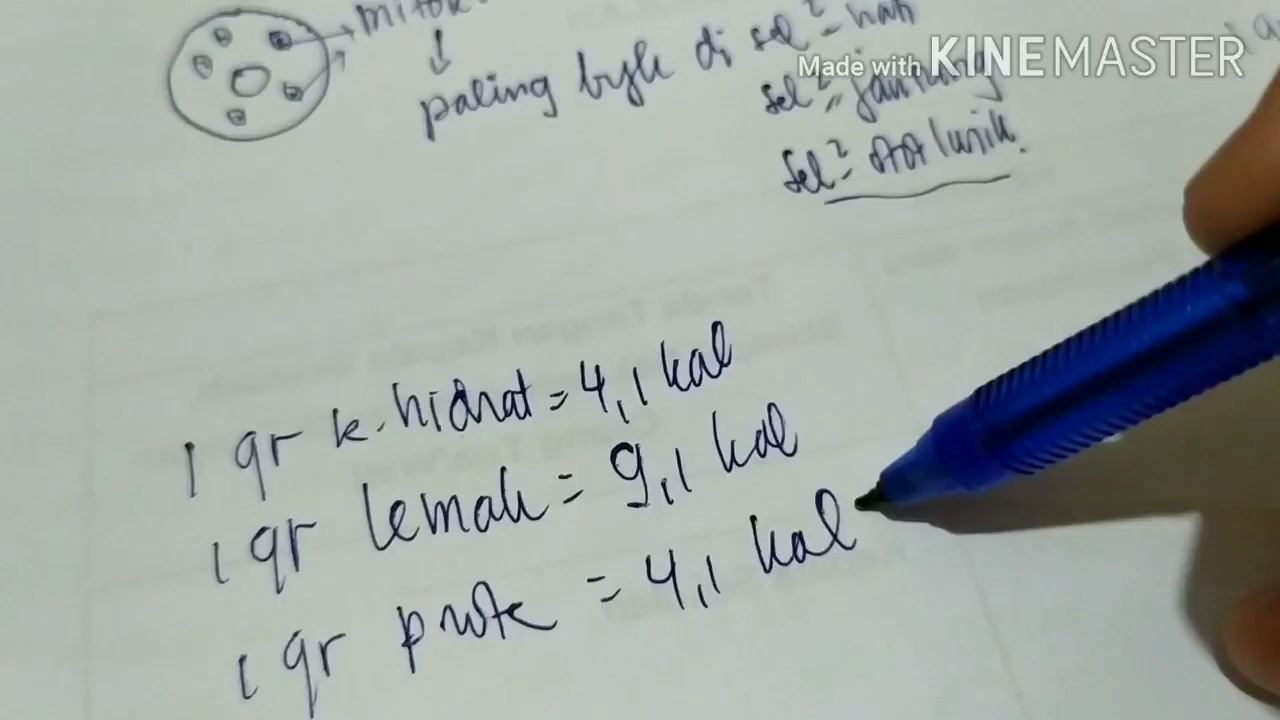 mitok
paling byk di sel²= hati
sel²= jantung
sel²= otot lurik.
Made with KINEMASTER
1 gr k.hidrat = 4,1 kal
1 gr lemak = 9,1 kal
1 gr prote = 4,1 kal